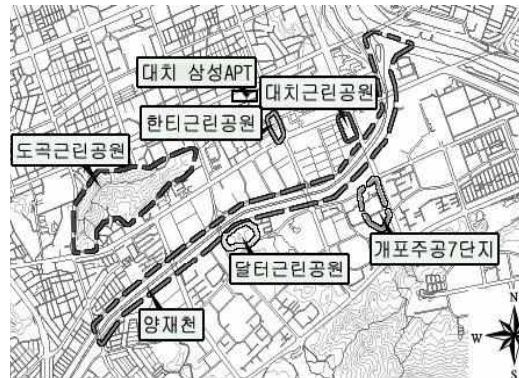 대치 삼성APT
대치근린공원
한티근린공원
도곡근린공원
개포주공7단지
달터근린공원
양재천
N
W
S